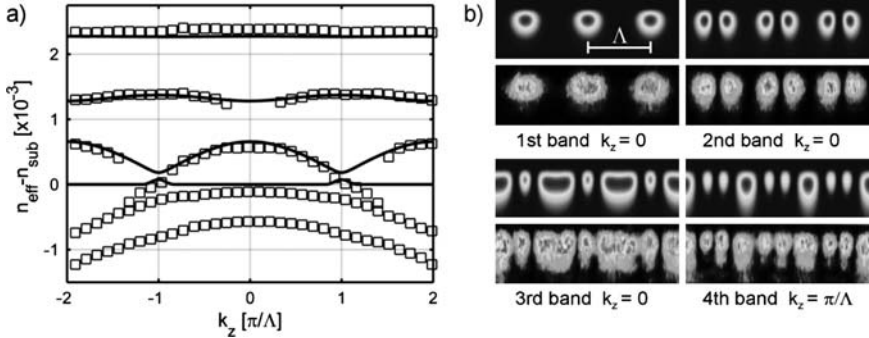 a)
n_eff-n_sub [x10^-3]
2
1
0
-1
-2
-1
0
1
2
k_z [π/Λ]
b)
Λ
1st band k_z = 0
2nd band k_z = 0
3rd band k_z = 0
4th band k_z = π/Λ